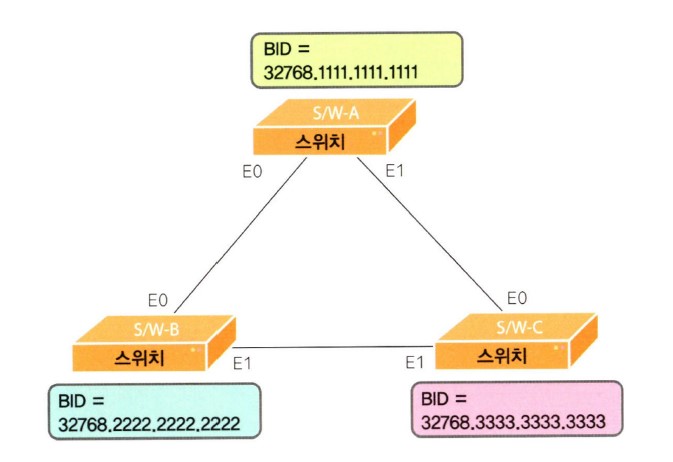 BID =
32768.1111.1111.1111
S/W-A
스위치
E0
E1
E0
E0
S/W-B
스위치
S/W-C
스위치
E1
E1
BID =
32768.2222.2222.2222
BID =
32768.3333.3333.3333